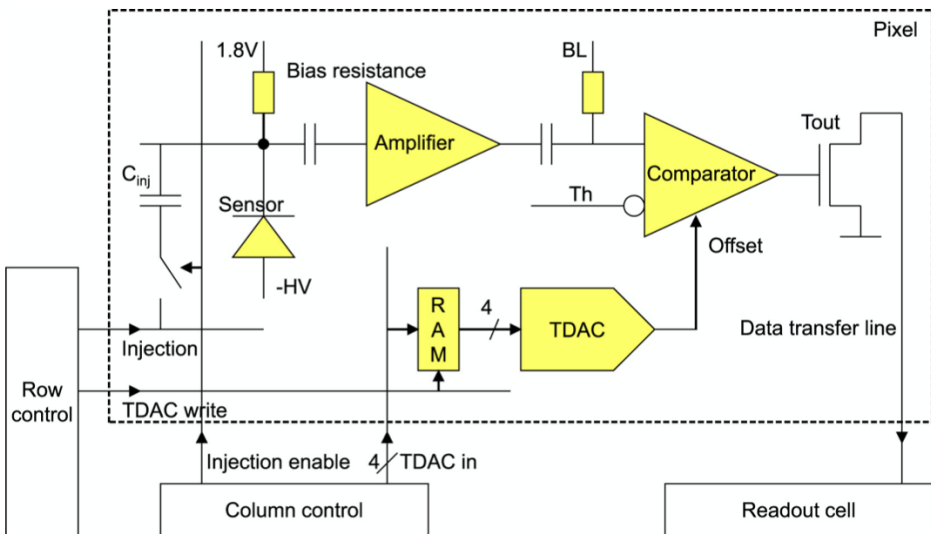 Pixel
1.8V
BL
Bias resistance
Tout
Amplifier
Comparator
C_inj
Th
Sensor
Offset
-HV
R
A
M
4
TDAC
Injection
Data transfer line
Row
control
TDAC write
Injection enable
4
TDAC in
Column control
Readout cell